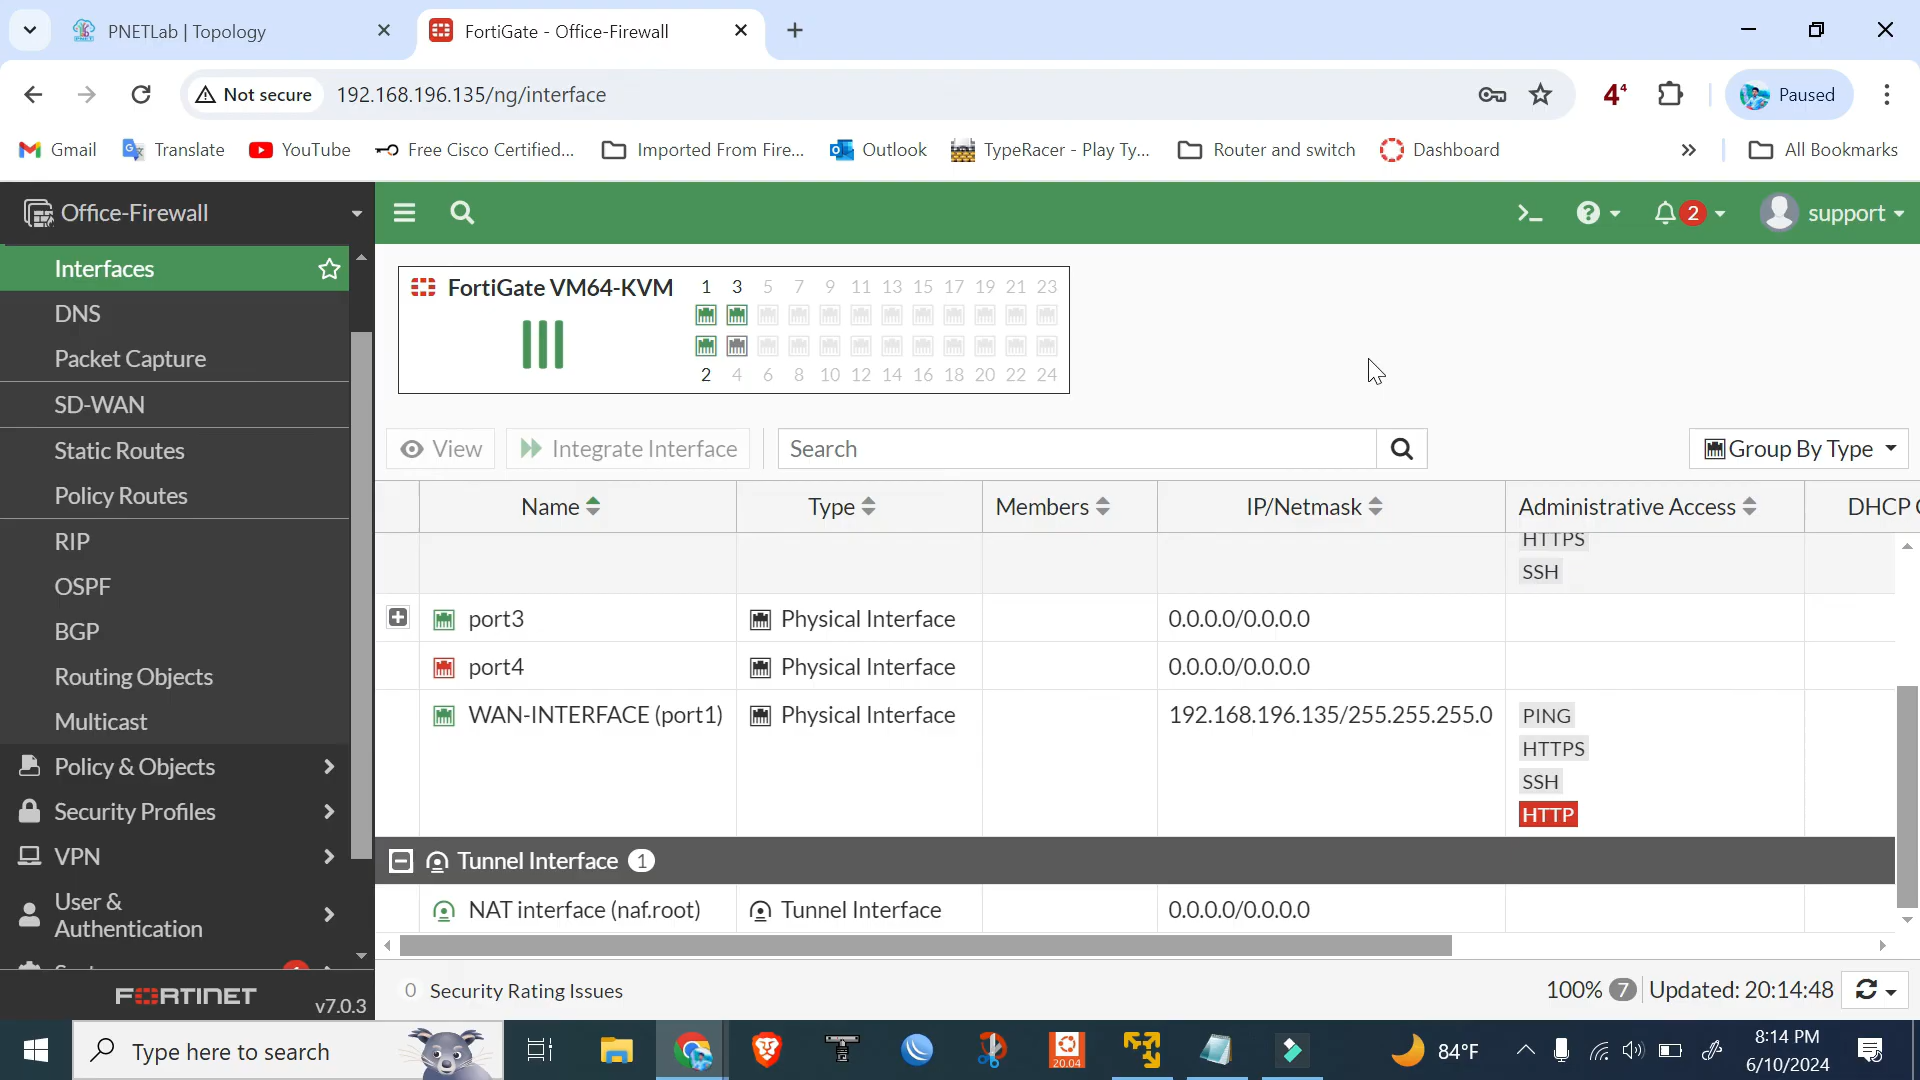 PNETLab | Topology
FortiGate - Office-Firewall
Not secure
192.168.196.135/ng/interface
4⁴
Paused
Gmail
Translate
YouTube
Free Cisco Certified...
Imported From Fire...
Outlook
TypeRacer - Play Ty...
Router and switch
Dashboard
All Bookmarks
Office-Firewall
2
support
Interfaces
DNS
Packet Capture
SD-WAN
Static Routes
Policy Routes
RIP
OSPF
BGP
Routing Objects
Multicast
Policy & Objects
Security Profiles
VPN
User &
Authentication
FORTINET
v7.0.3
FortiGate VM64-KVM
1 3 5 7 9 11 13 15 17 19 21 23
2 4 6 8 10 12 14 16 18 20 22 24
View
Integrate Interface
Search
Group By Type
Name Type Members IP/Netmask Administrative Access DHCP
HTTPS
SSH
port3 Physical Interface 0.0.0.0/0.0.0.0
port4 Physical Interface 0.0.0.0/0.0.0.0
WAN-INTERFACE (port1) Physical Interface 192.168.196.135/255.255.255.0 PING
HTTPS
SSH
HTTP
Tunnel Interface 1
NAT interface (naf.root) Tunnel Interface 0.0.0.0/0.0.0.0
0 Security Rating Issues
100% 7 Updated: 20:14:48
Type here to search
20.04
84°F
8:14 PM
6/10/2024